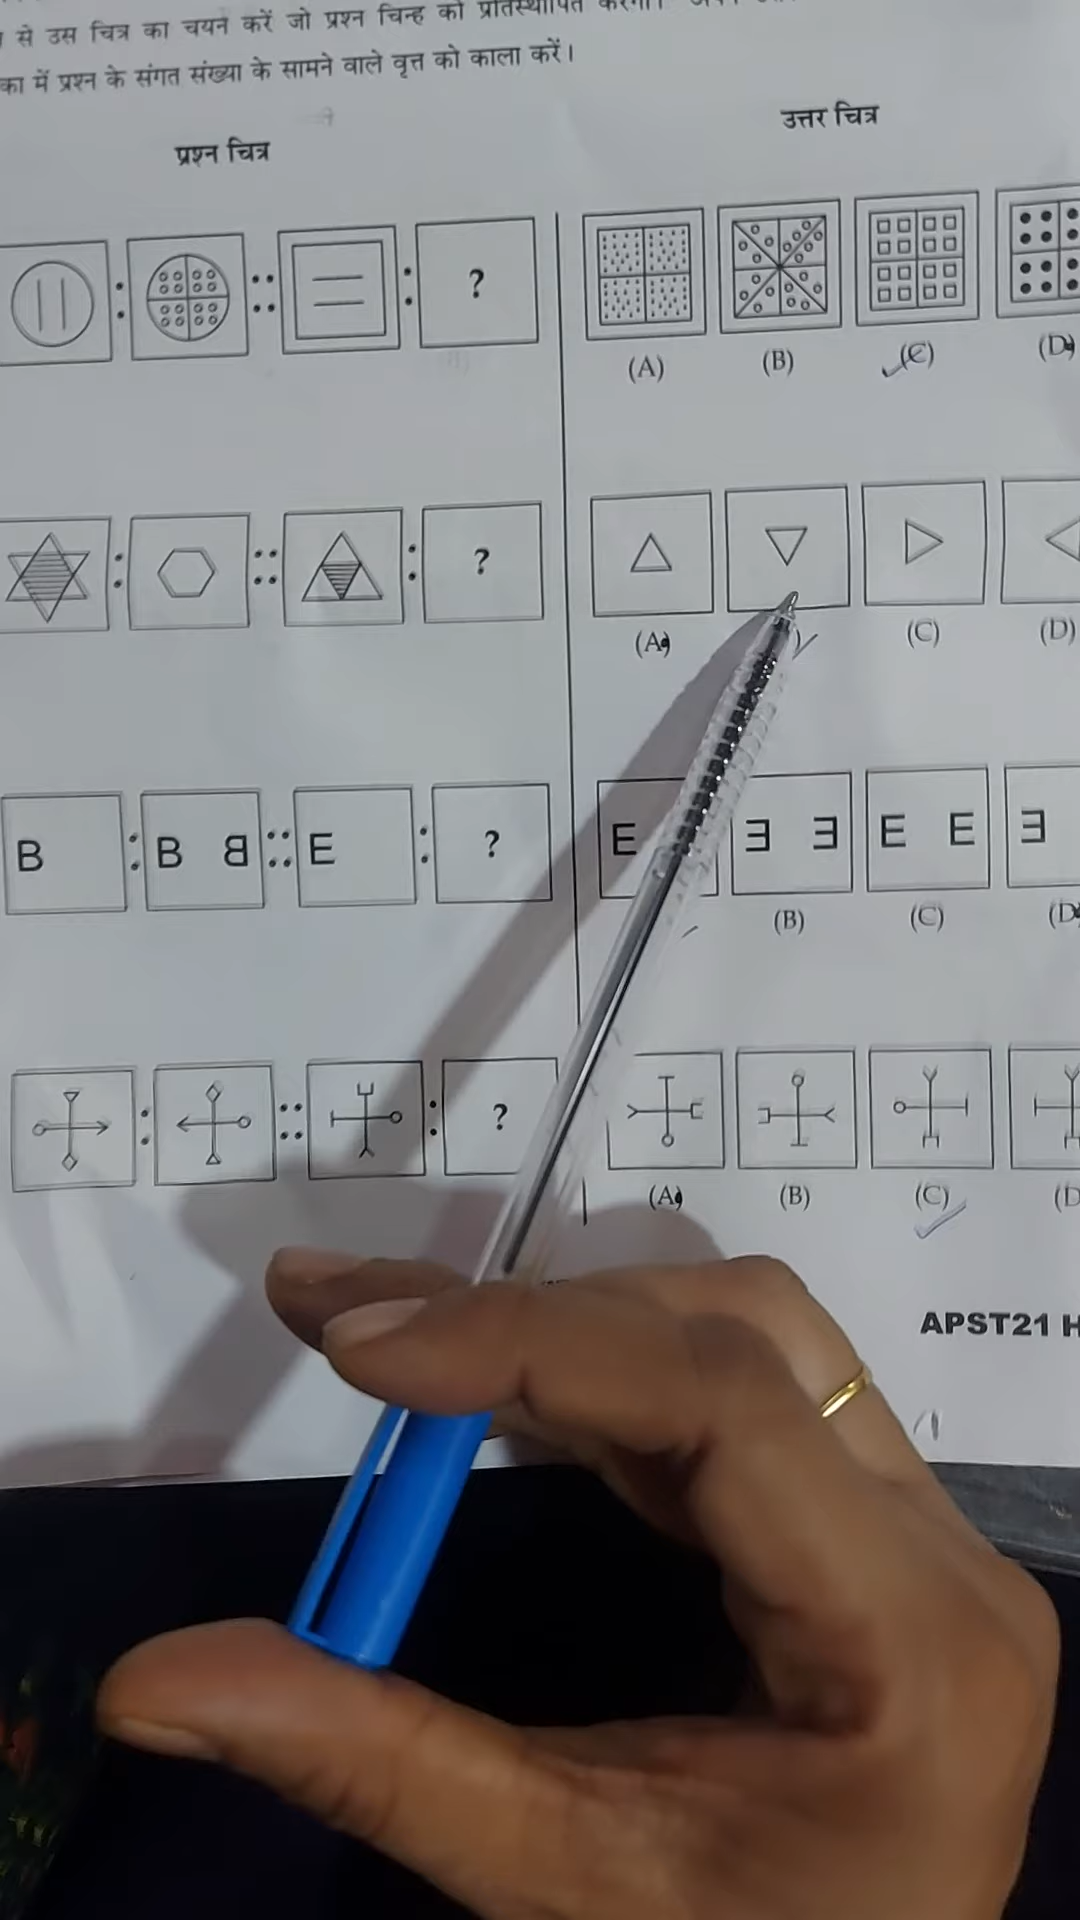 से उस चित्र का चयन करें जो प्रश्न चिन्ह को प्रतिस्थापित करेगा।
का में प्रश्न के संगत संख्या के सामने वाले वृत्त को काला करें।
प्रश्न चित्र
उत्तर चित्र
: :: : ?
(A) (B) (C) (D)
: :: : ?
(A) (C) (D)
B : B :: E : ?
E Ǝ Ǝ E E Ǝ
(B) (C) (D)
: :: : ?
(A) (B) (C) (D
APST21 H